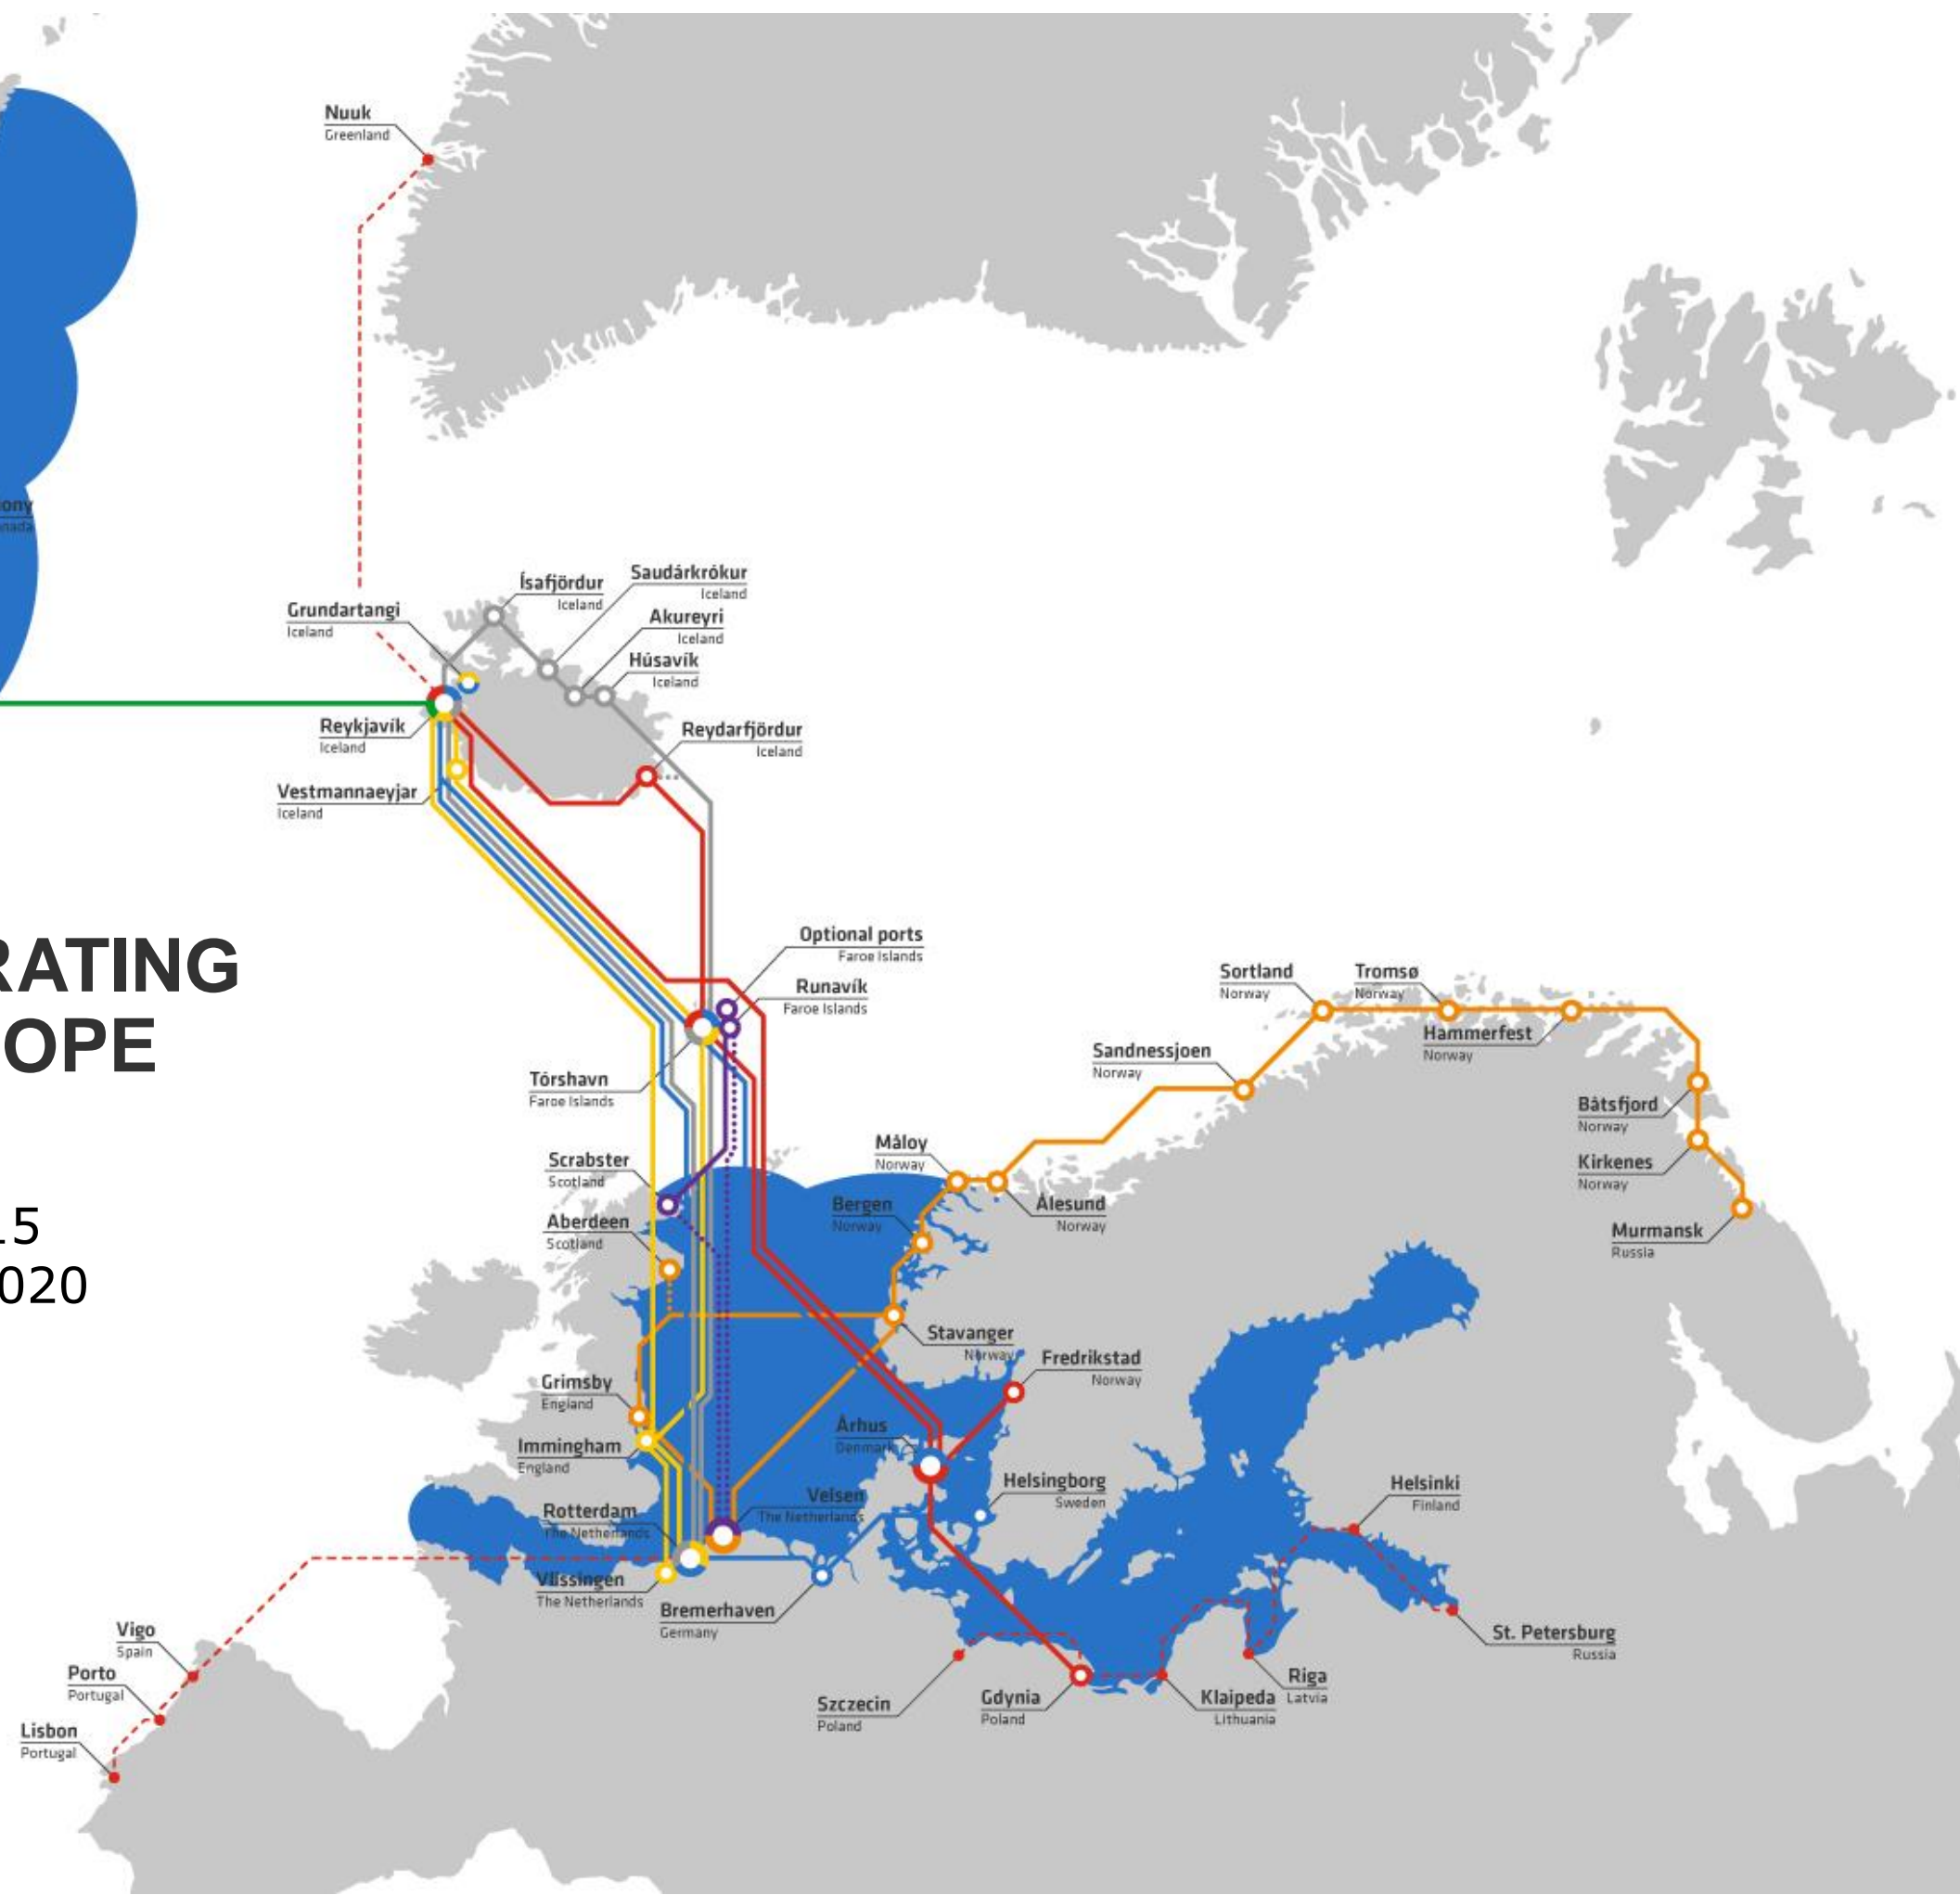 Nuuk
Greenland
ony
nada
Ísafjördur
Iceland
Saudárkrókur
Iceland
Grundartangi
Iceland
Akureyri
Iceland
Húsavík
Iceland
Reykjavík
Iceland
Reydarfjördur
Iceland
Vestmannaeyjar
Iceland
RATING
OPE
Optional ports
Faroe Islands
Runavík
Faroe Islands
Sortland
Norway
Tromsø
Norway
Hammerfest
Norway
Sandnessjoen
Norway
Tórshavn
Faroe Islands
Båtsfjord
Norway
Måloy
Norway
Scrabster
Scotland
Kirkenes
Norway
15
020
Aberdeen
Scotland
Bergen
Norway
Ålesund
Norway
Murmansk
Russia
Stavanger
Norway
Fredrikstad
Norway
Grimsby
England
Århus
Denmark
Immingham
England
Helsingborg
Sweden
Helsinki
Finland
Rotterdam
The Netherlands
Velsen
The Netherlands
Vlissingen
The Netherlands
Bremerhaven
Germany
Vigo
Spain
St. Petersburg
Russia
Porto
Portugal
Riga
Latvia
Szczecin
Poland
Gdynia
Poland
Klaipeda
Lithuania
Lisbon
Portugal